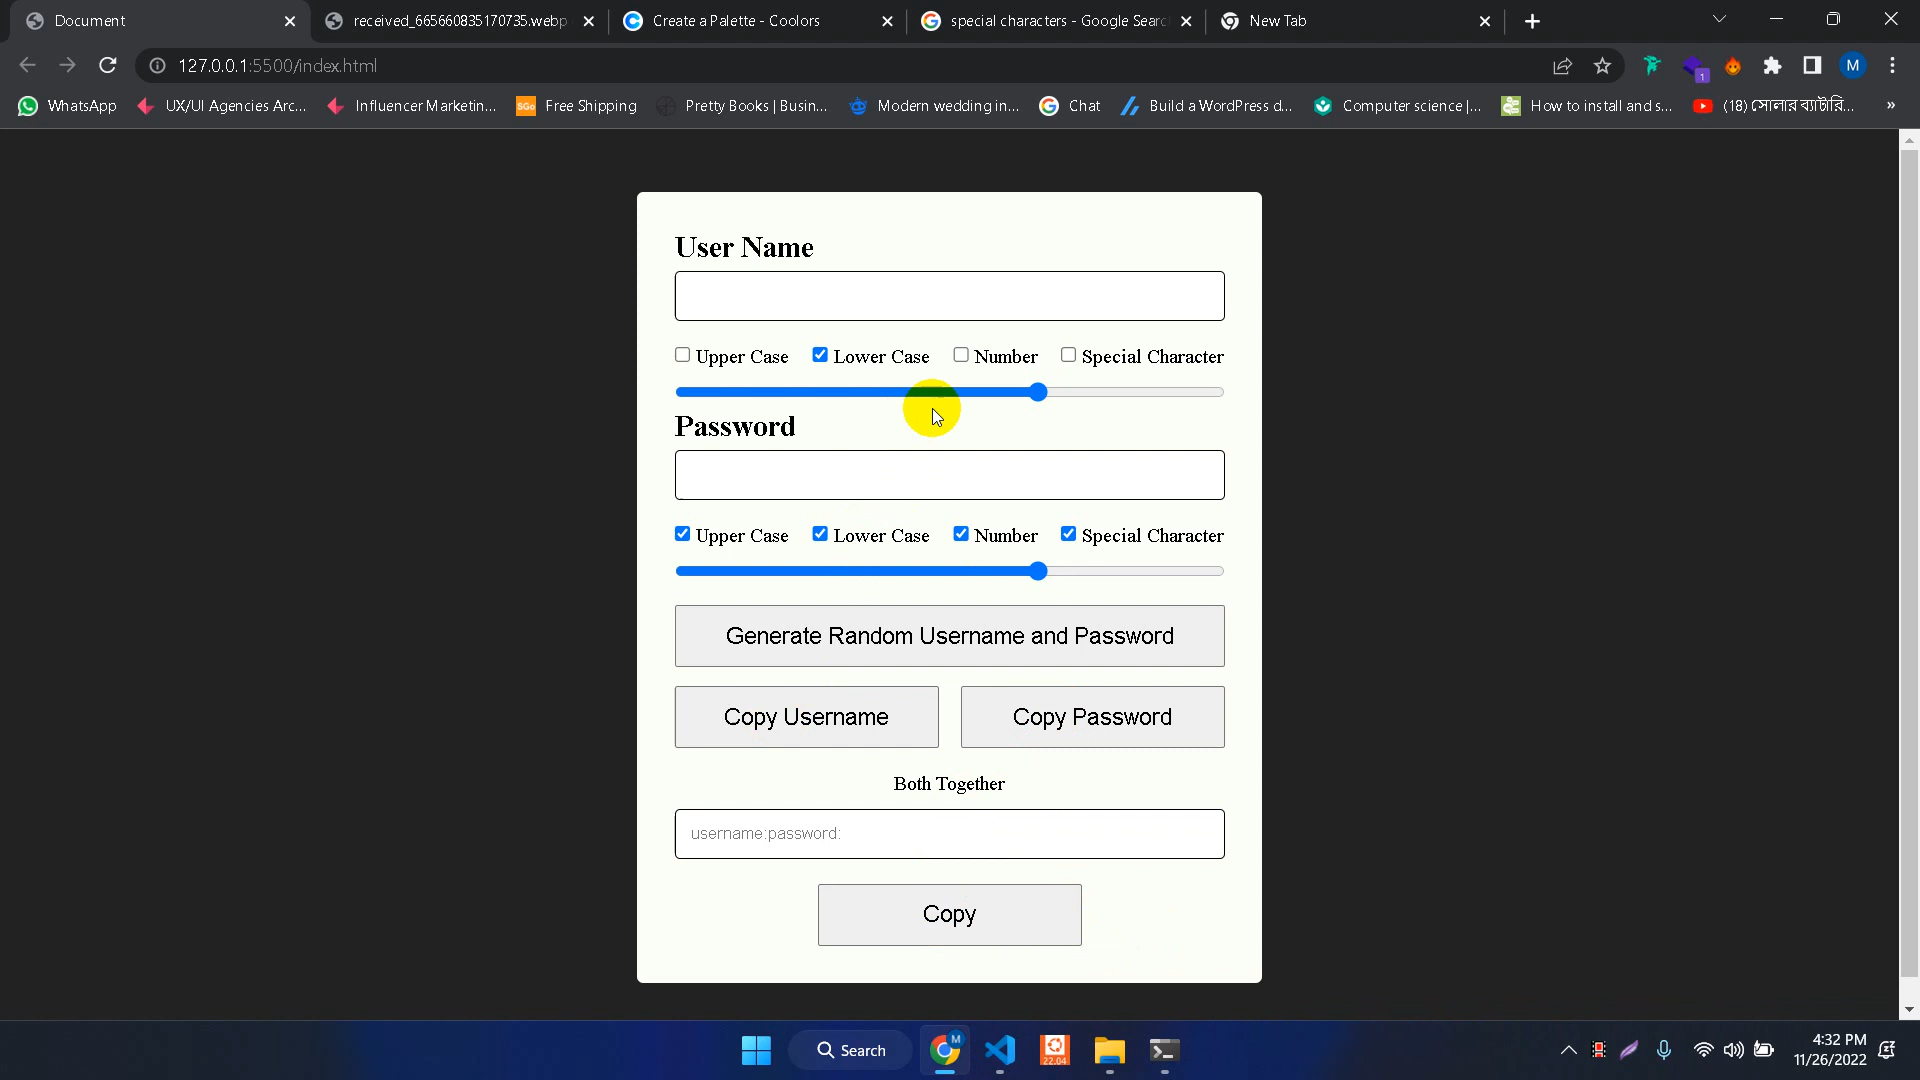 Document
received_665660835170735.webp
Create a Palette - Coolors
special characters - Google Searc
New Tab
127.0.0.1:5500/index.html
1
M
WhatsApp
UX/UI Agencies Arc...
Influencer Marketin...
SGo
Free Shipping
Pretty Books | Busin...
Modern wedding in...
Chat
Build a WordPress d...
Computer science |...
How to install and s...
(18) সোলার ব্যাটারি...
»
User Name
Upper Case
Lower Case
Number
Special Character
Password
Upper Case
Lower Case
Number
Special Character
Generate Random Username and Password
Copy Username
Copy Password
Both Together
username:password:
Copy
Search
M
22.04
4:32 PM
11/26/2022